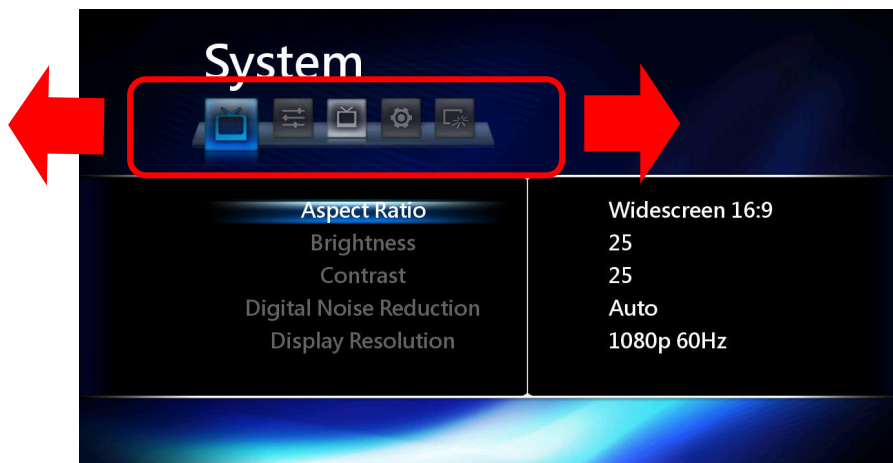 System
Aspect Ratio Widescreen 16:9
Brightness 25
Contrast 25
Digital Noise Reduction Auto
Display Resolution 1080p 60Hz